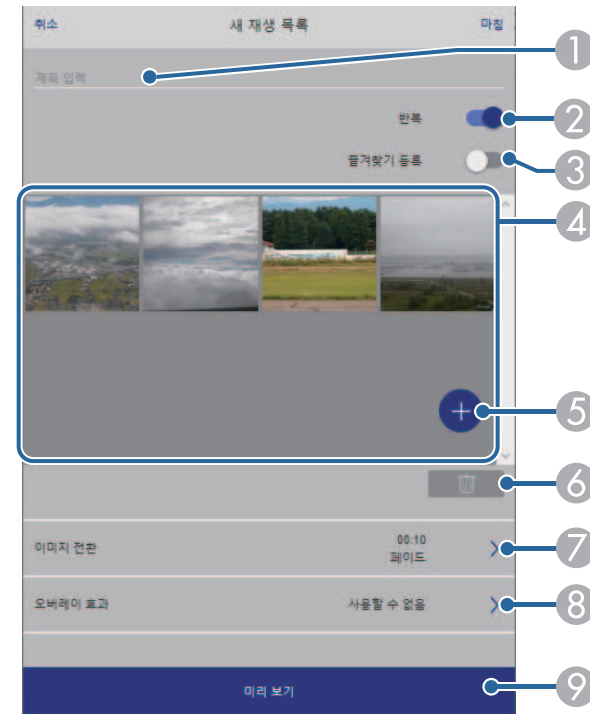 취소 새 재생 목록 마침
1
제목 입력
반복
2
즐겨찾기 등록
3
4
5
6
이미지 전환 00:10
페이드
7
오버레이 효과 사용할 수 없음
8
미리 보기
9